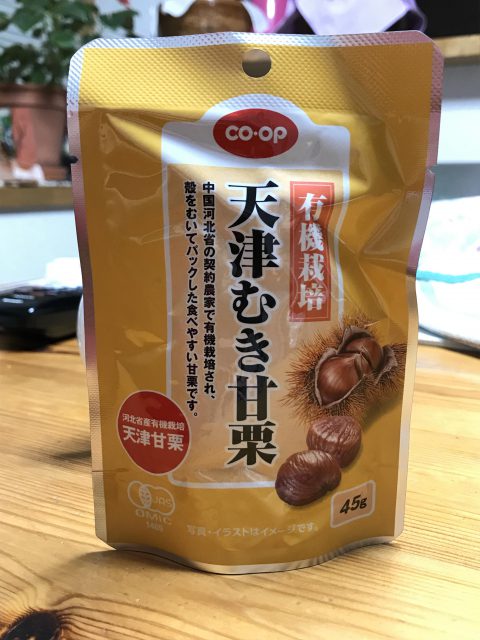 CO・OP
有機栽培
天津むき甘栗
中国河北省の契約農家で有機栽培され、
殻をむいてパックした食べやすい甘栗です。
河北省産有機栽培
天津甘栗
JAS
OMIC
45g
写真・イラストはイメージです。